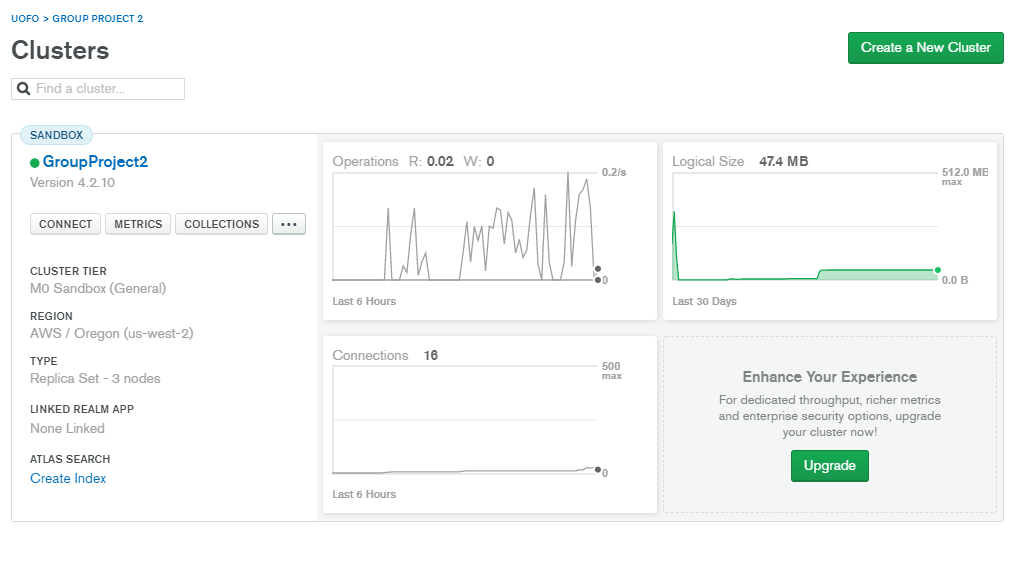 UOFO > GROUP PROJECT 2
Clusters
Create a New Cluster
Find a cluster...
SANDBOX
GroupProject2
Version 4.2.10
CONNECT METRICS COLLECTIONS ...
CLUSTER TIER
M0 Sandbox (General)
REGION
AWS / Oregon (us-west-2)
TYPE
Replica Set - 3 nodes
LINKED REALM APP
None Linked
ATLAS SEARCH
Create Index
Operations R: 0.02 W: 0
0.2/s
0
Last 6 Hours
Logical Size 47.4 MB
512.0 MB
max
0.0 B
Last 30 Days
Connections 16
500
max
0
Last 6 Hours
Enhance Your Experience
For dedicated throughput, richer metrics
and enterprise security options, upgrade
your cluster now!
Upgrade